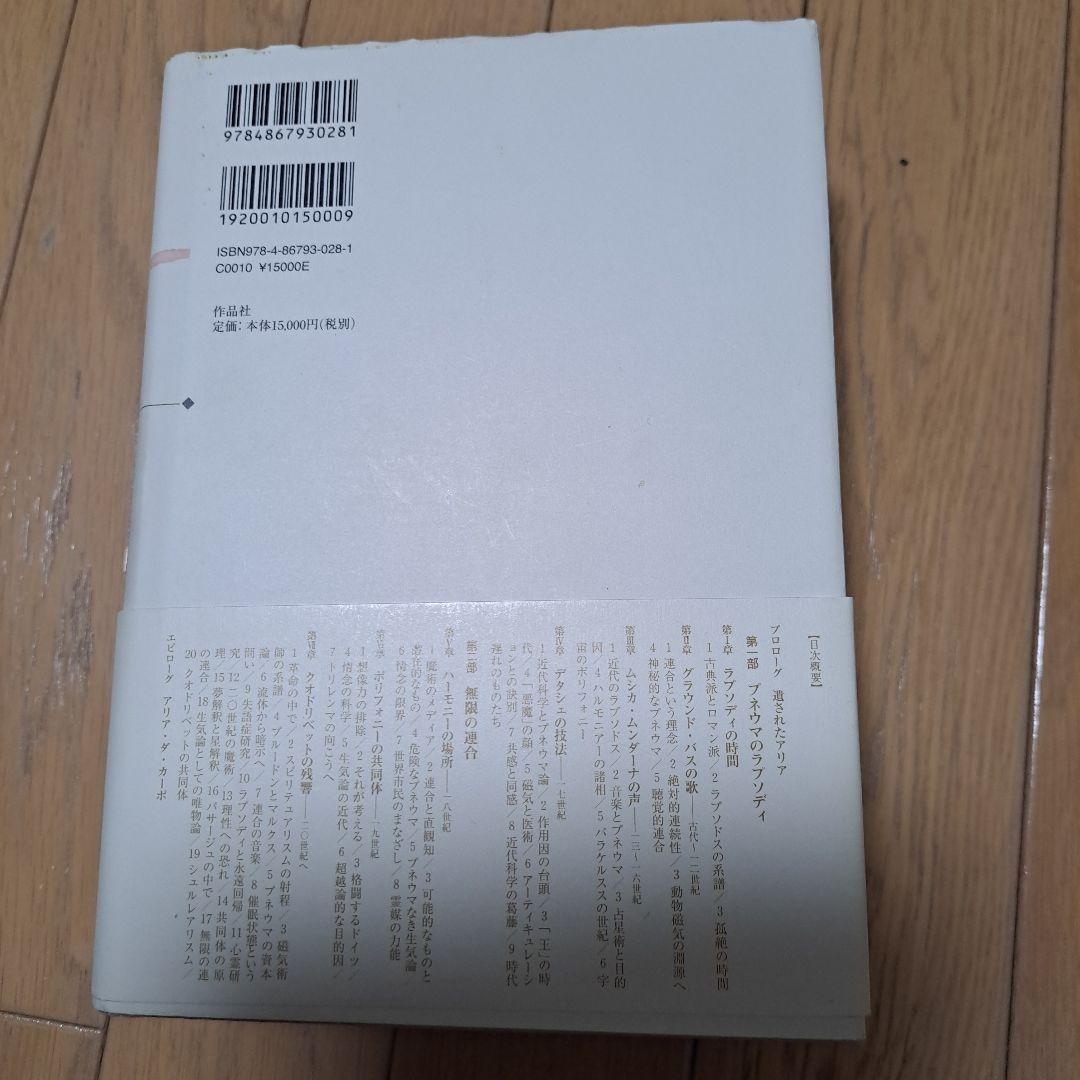 9784867930281
1920010150009
ISBN978-4-86793-028-1
C0010 ¥15000E
作品社
定価:本体15,000円(税別)
【目次概要】
プロローグ 遺されたアリア
第一部 プネウマのラプソディ
第Ⅰ章 ラプソディの時間
1 古典派とロマン派/2 ラプソドスの系譜/3 孤絶の時間
第Ⅱ章 グラウンド・バスの歌——古代~一二世紀
1 連合という理念/2 絶対的連続性/3 動物磁気の淵源へ/
4 神秘的なプネウマ/5 聴覚的連合
第Ⅲ章 ムシカ・ムンダーナの声——一三~一六世紀
1 近代のラプソドス/2 音楽とプネウマ/3 占星術と目的
因/4 ハルモニアーの諸相/5 パラケルススの世紀/6 宇
宙のポリフォニー
第Ⅳ章 デタシェの技法——一七世紀
1 近代科学とプネウマ論/2 作用因の台頭/3「王」の時
代/4「悪魔」の顔/5 磁気と医術/6 アーティキュレーシ
ョンとの訣別/7 共感と同感/8 近代科学の葛藤/9 時代
遅れのものたち
第二部 無限の連合
第Ⅴ章 ハーモニーの場所——一八世紀
1 魔術のメディア/2 連合と直観知/3 可能的なものと
潜在的なもの/4 危険なプネウマ/5 プネウマなき生気論/
6 情念の限界/7 世界市民のまなざし/8 霊媒の力能
第Ⅵ章 ポリフォニーの共同体——一九世紀
1 想像力の排除/2 それが考える/3 格闘するドイツ/
4 情念の科学/5 生気論の近代/6 超越論的な目的因/
7 トリレンマの向こうへ
第Ⅶ章 クオドリベットの残響——二〇世紀へ
1 革命の中で/2 スピリチュアリスムの射程/3 磁気術
師の系譜/4 プルードンとマルクス/5 プネウマの資本
論/6 流体から暗示へ/7 連合の音楽/8 催眠状態という
問い/9 失語症研究/10 ラプソディと永遠回帰/11 心霊研
究/12 二〇世紀の魔術/13 理性への恐れ/14 共同体の原
理/15 夢解釈と星解釈/16 パサージュの中で/17 無限の連
の連合/18 生気論としての唯物論/19 シュルレアリスム/
20 クオドリベットの共同体
エピローグ アリア・ダ・カーポ